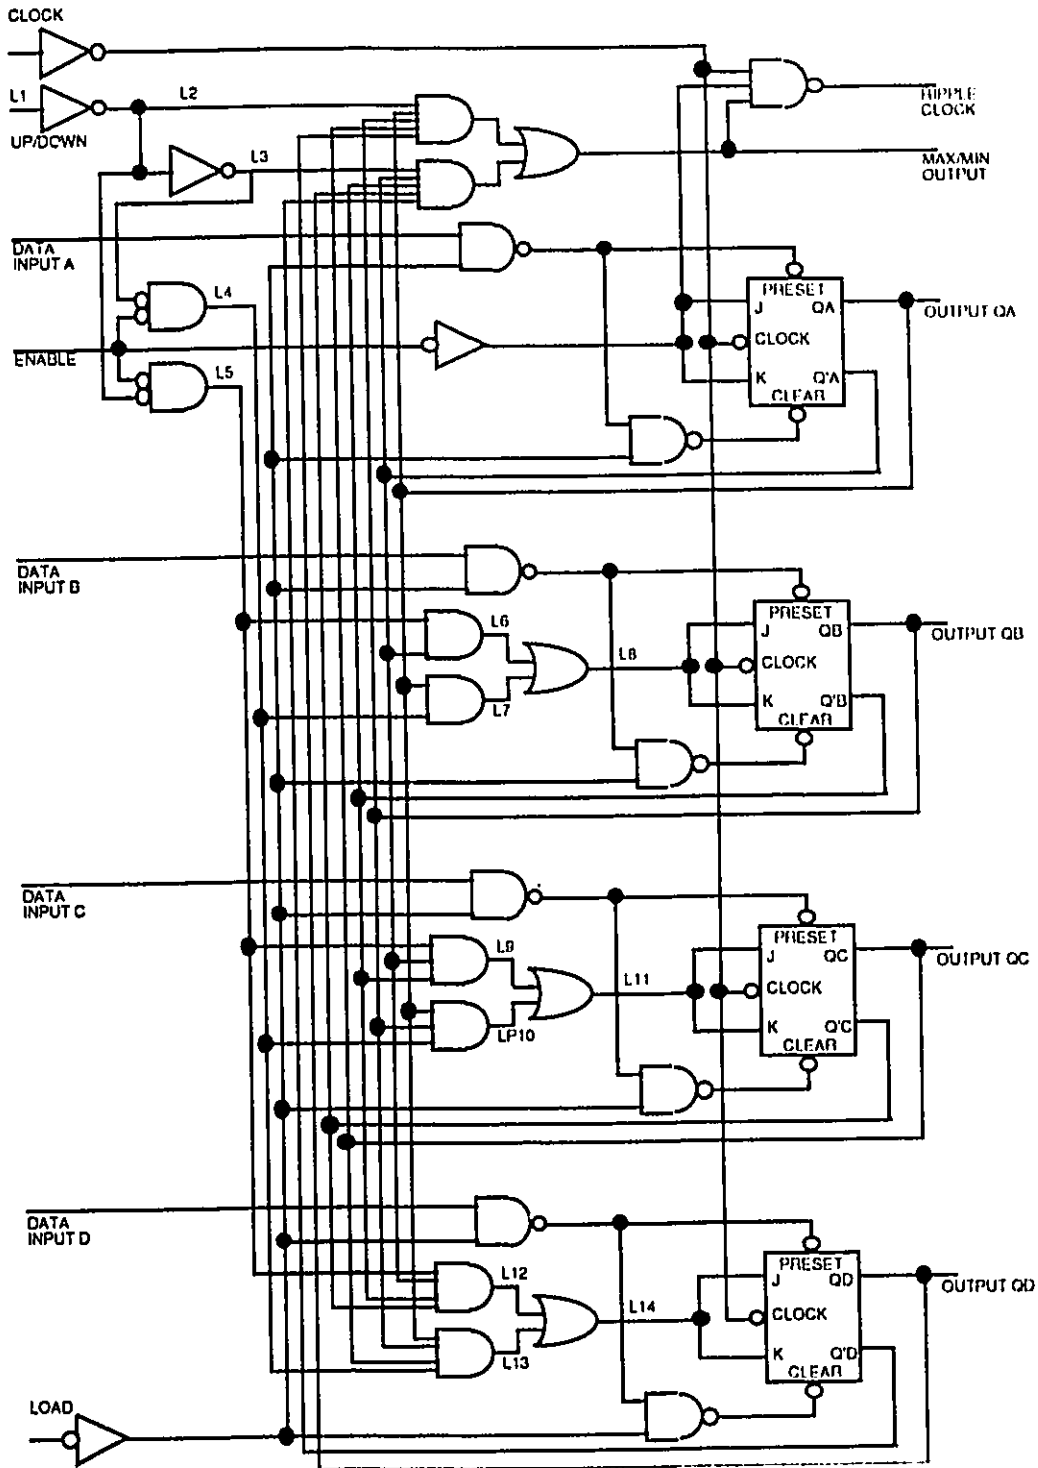 CLOCK
L1
L2
UP/DOWN
L3
RIPPLE
CLOCK
MAX/MIN
OUTPUT
DATA
INPUT A
L4
ENABLE
L5
PRESET
J
QA
CLOCK
K
Q'A
CLEAR
OUTPUT QA
DATA
INPUT B
L6
L7
L8
PRESET
J
QB
CLOCK
K
Q'B
CLEAR
OUTPUT QB
DATA
INPUT C
L9
LP10
L11
PRESET
J
QC
CLOCK
K
Q'C
CLEAR
OUTPUT QC
DATA
INPUT D
L12
L13
L14
PRESET
J
QD
CLOCK
K
Q'D
CLEAR
OUTPUT QD
LOAD